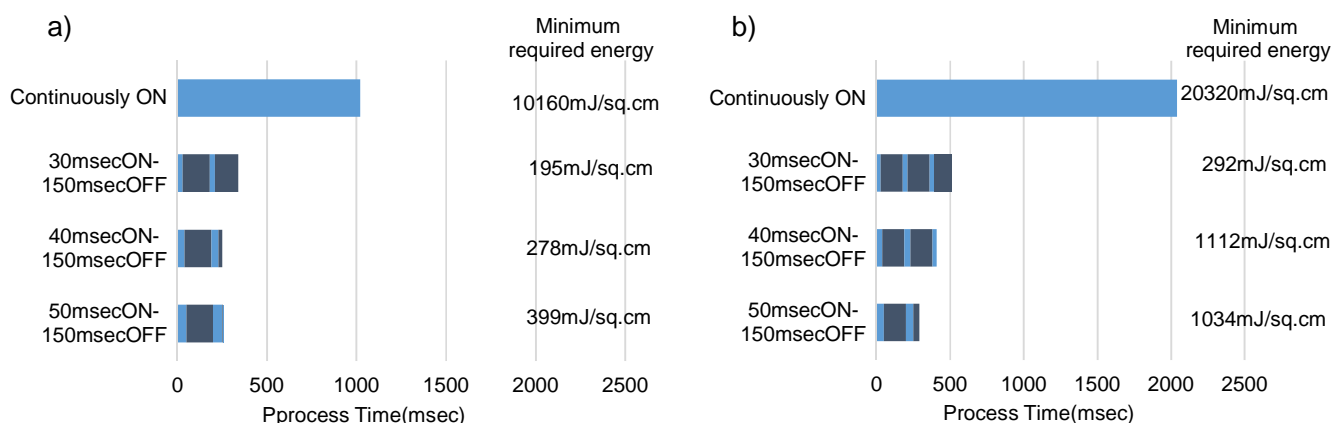 a)
Minimum
required energy
Continuously ON
10160mJ/sq.cm
30msecON-
150msecOFF
195mJ/sq.cm
40msecON-
150msecOFF
278mJ/sq.cm
50msecON-
150msecOFF
399mJ/sq.cm
0 500 1000 1500 2000 2500
Pprocess Time(msec)
b)
Minimum
required energy
Continuously ON
20320mJ/sq.cm
30msecON-
150msecOFF
292mJ/sq.cm
40msecON-
150msecOFF
1112mJ/sq.cm
50msecON-
150msecOFF
1034mJ/sq.cm
0 500 1000 1500 2000 2500
Process Time(msec)